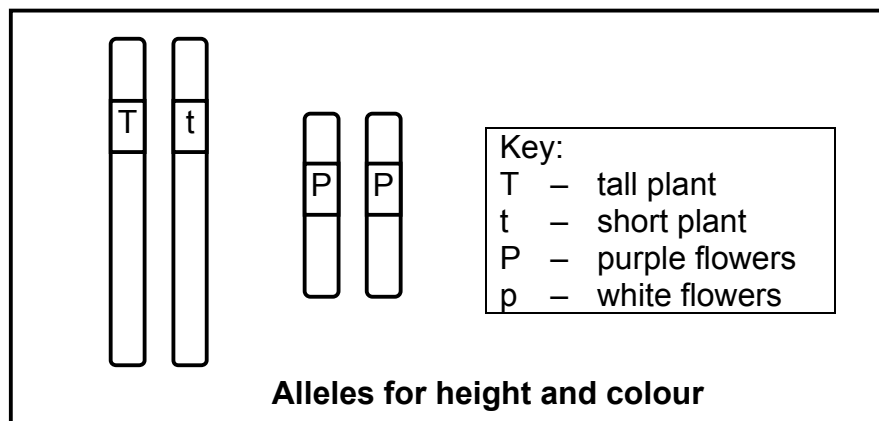 T t
P P
Key:
T – tall plant
t – short plant
P – purple flowers
p – white flowers
Alleles for height and colour